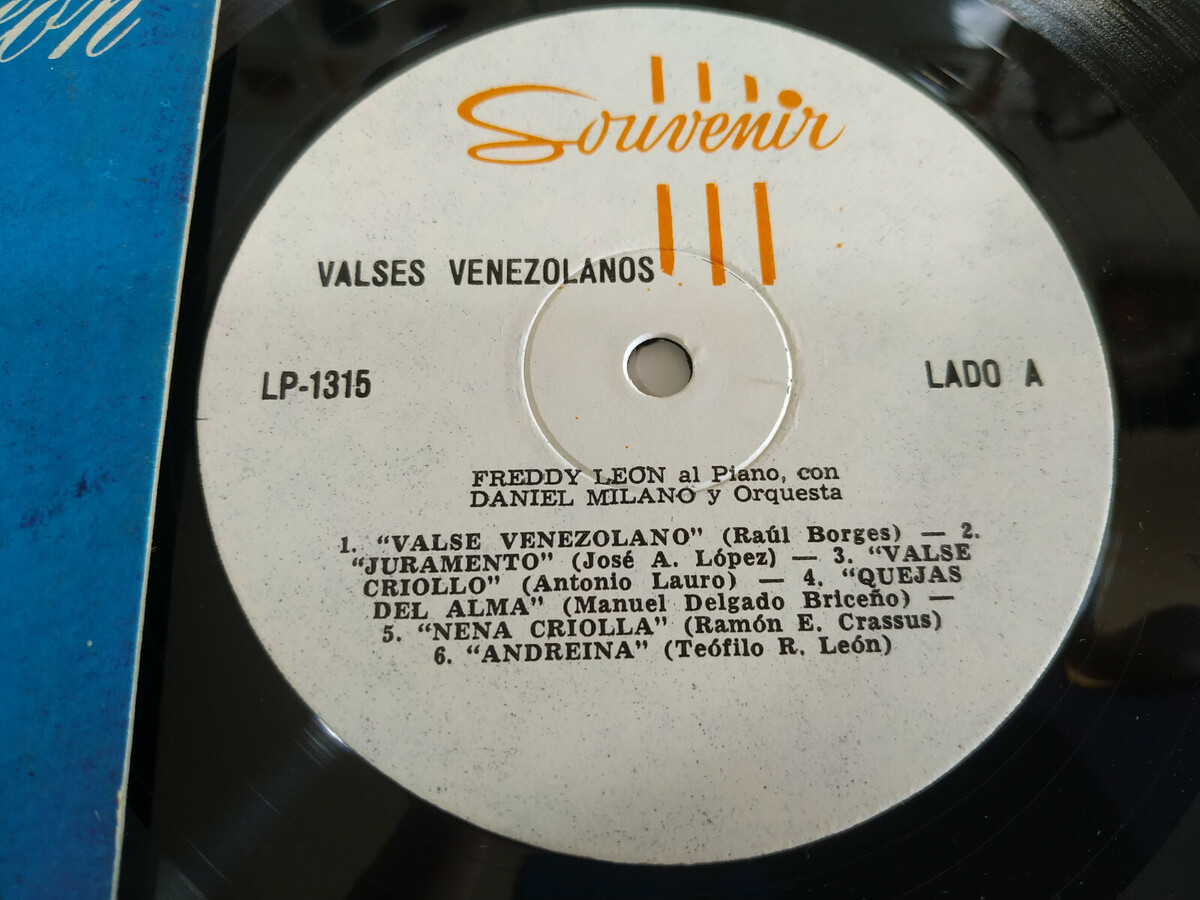 Souvenir
VALSES VENEZOLANOS
LP-1315
LADO A
FREDDY LEON al Piano, con
DANIEL MILANO y Orquesta
1. “VALSE VENEZOLANO” (Raúl Borges) — 2.
“JURAMENTO” (José A. López) — 3. “VALSE
CRIOLLO” (Antonio Lauro) — 4. “QUEJAS
DEL ALMA” (Manuel Delgado Briceño) —
5. “NENA CRIOLLA” (Ramón E. Crassus)
6. “ANDREINA” (Teófilo R. León)